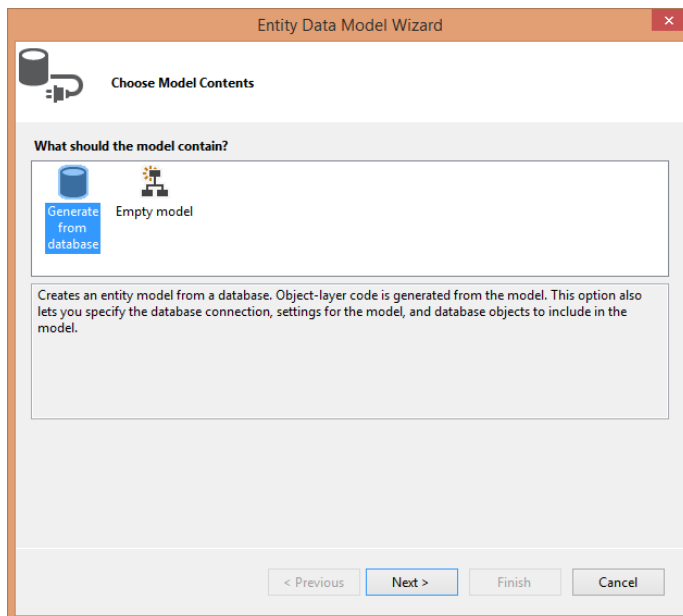 Entity Data Model Wizard
Choose Model Contents
What should the model contain?
Generate
from
database
Empty model
Creates an entity model from a database. Object-layer code is generated from the model. This option also
lets you specify the database connection, settings for the model, and database objects to include in the
model.
< Previous
Next >
Finish
Cancel